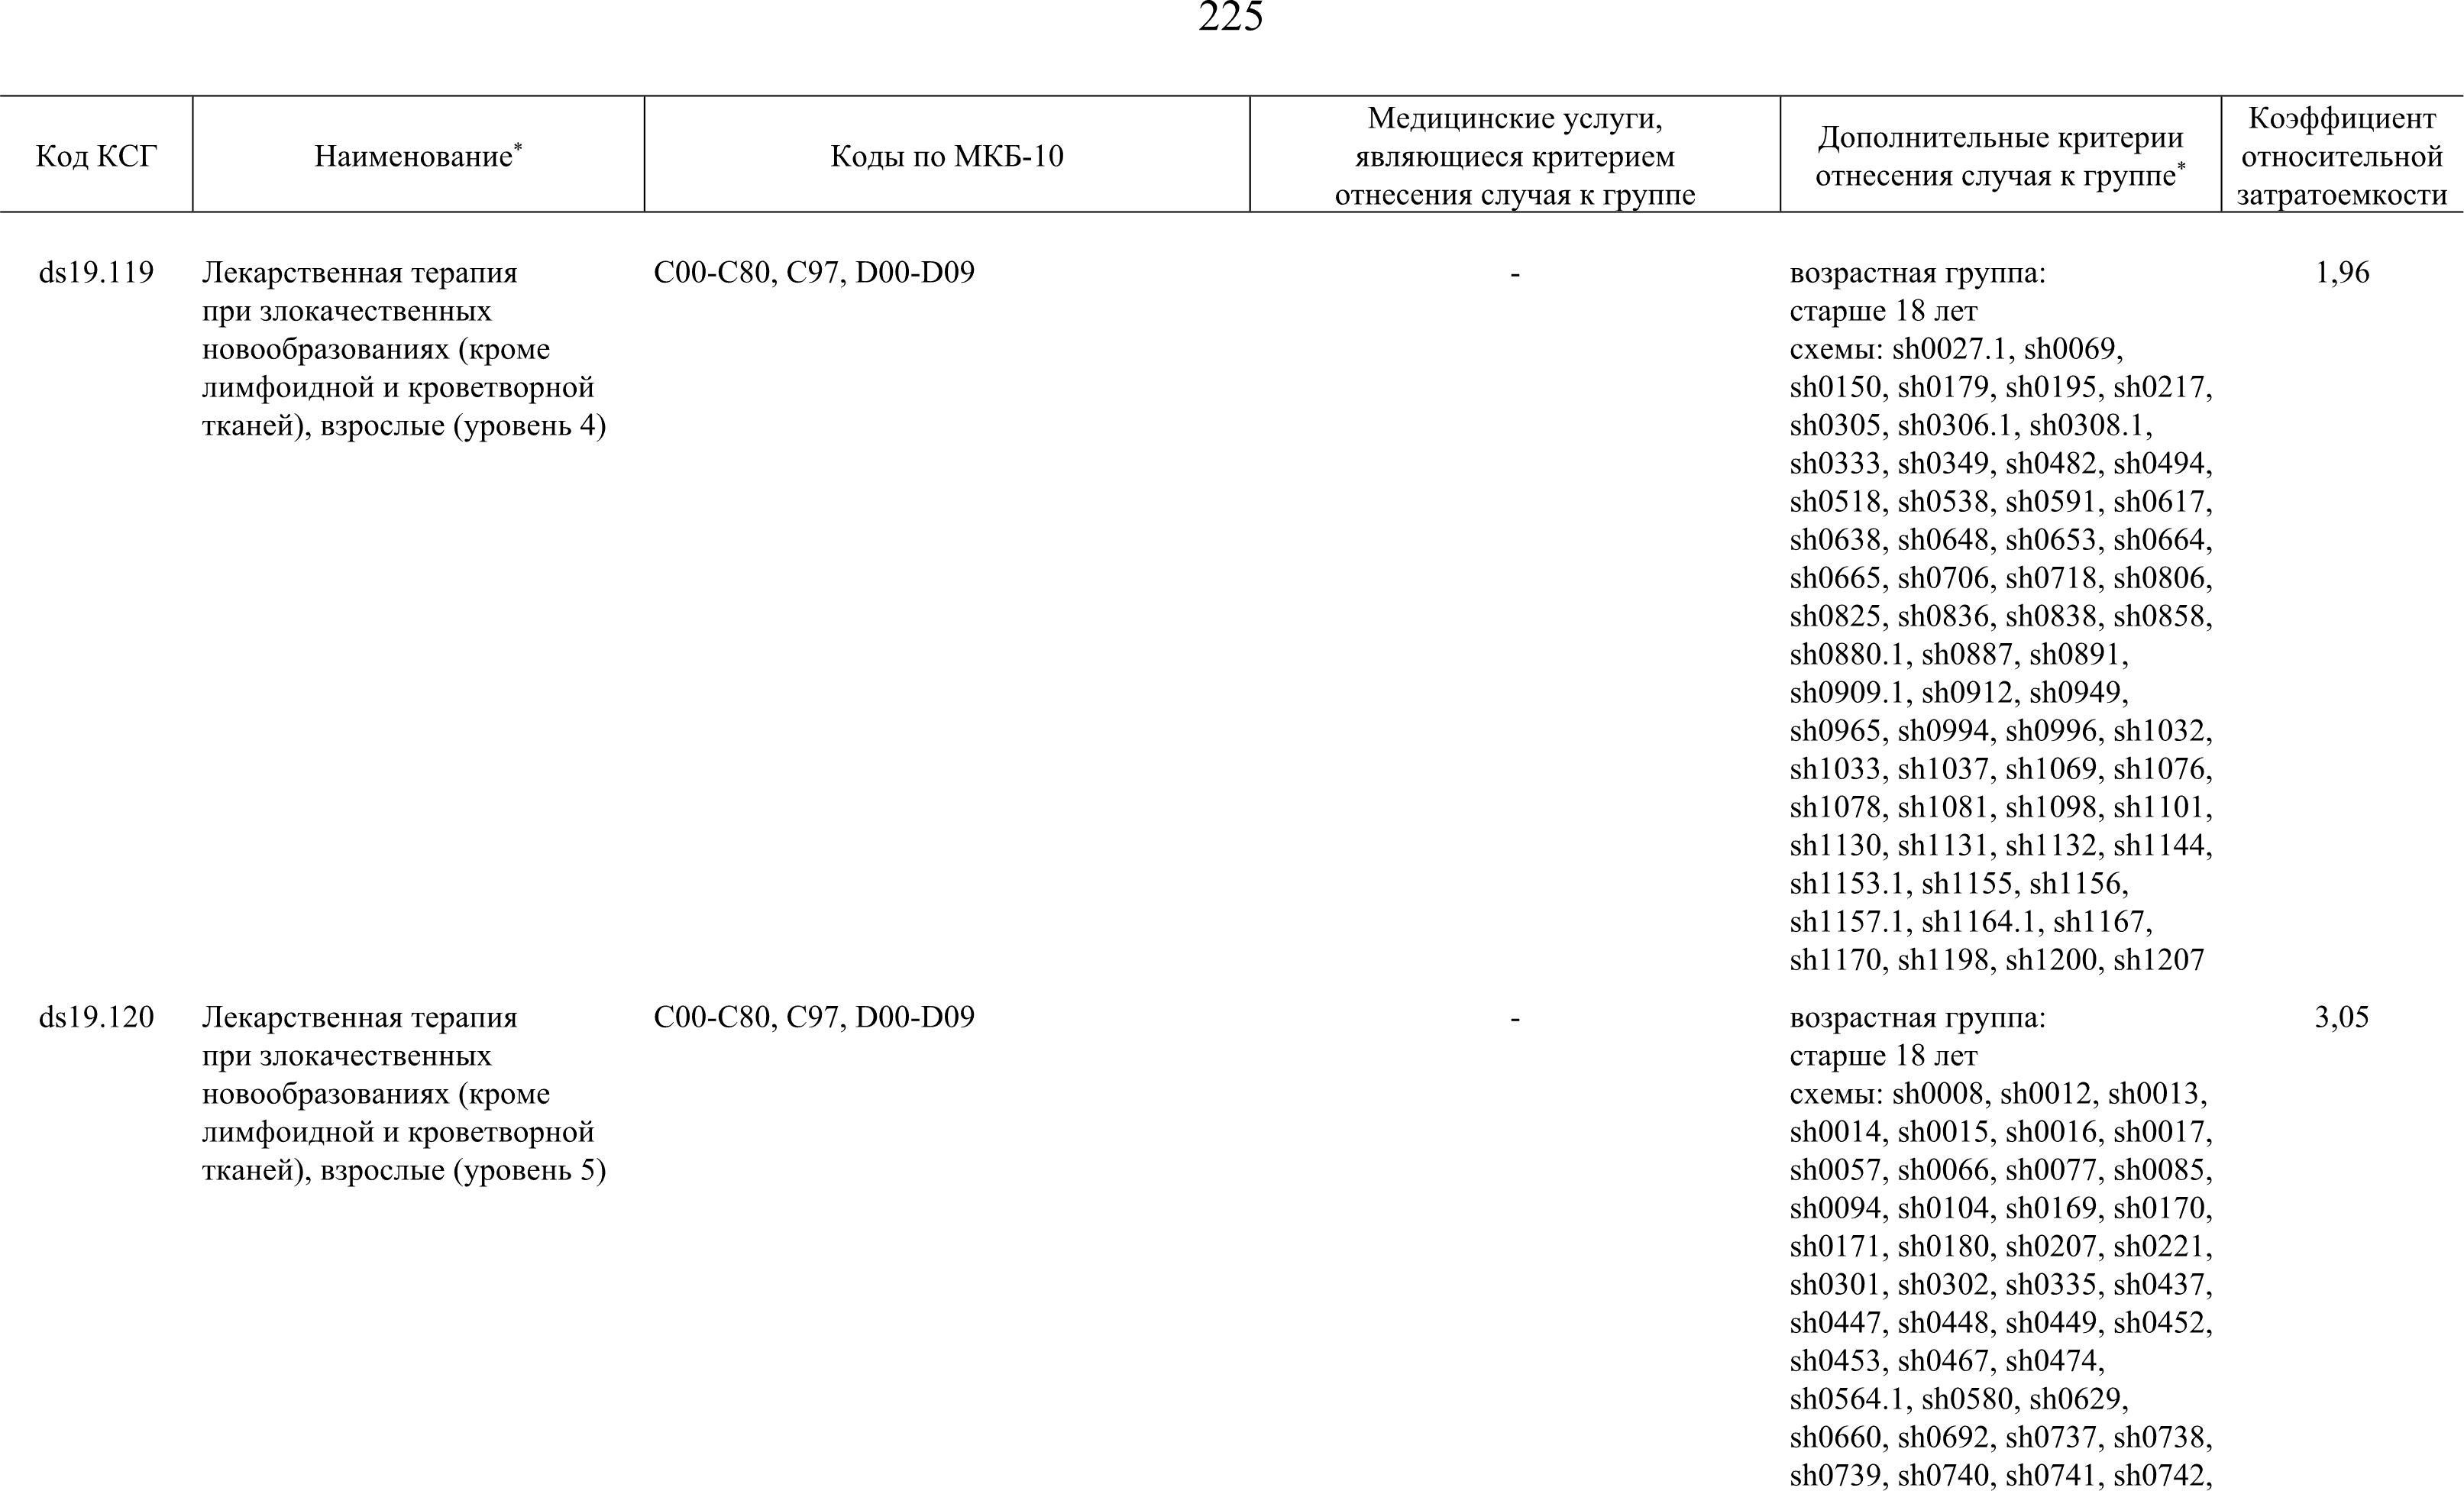 225
Код КСГ
Наименование*
Коды по МКБ-10
Медицинские услуги,
являющиеся критерием
отнесения случая к группе
Дополнительные критерии
отнесения случая к группе*
Коэффициент
относительной
затратоемкости
ds19.119
Лекарственная терапия
при злокачественных
новообразованиях (кроме
лимфоидной и кроветворной
тканей), взрослые (уровень 4)
C00-C80, C97, D00-D09
-
возрастная группа:
старше 18 лет
схемы: sh0027.1, sh0069,
sh0150, sh0179, sh0195, sh0217,
sh0305, sh0306.1, sh0308.1,
sh0333, sh0349, sh0482, sh0494,
sh0518, sh0538, sh0591, sh0617,
sh0638, sh0648, sh0653, sh0664,
sh0665, sh0706, sh0718, sh0806,
sh0825, sh0836, sh0838, sh0858,
sh0880.1, sh0887, sh0891,
sh0909.1, sh0912, sh0949,
sh0965, sh0994, sh0996, sh1032,
sh1033, sh1037, sh1069, sh1076,
sh1078, sh1081, sh1098, sh1101,
sh1130, sh1131, sh1132, sh1144,
sh1153.1, sh1155, sh1156,
sh1157.1, sh1164.1, sh1167,
sh1170, sh1198, sh1200, sh1207
1,96
ds19.120
Лекарственная терапия
при злокачественных
новообразованиях (кроме
лимфоидной и кроветворной
тканей), взрослые (уровень 5)
C00-C80, C97, D00-D09
-
возрастная группа:
старше 18 лет
схемы: sh0008, sh0012, sh0013,
sh0014, sh0015, sh0016, sh0017,
sh0057, sh0066, sh0077, sh0085,
sh0094, sh0104, sh0169, sh0170,
sh0171, sh0180, sh0207, sh0221,
sh0301, sh0302, sh0335, sh0437,
sh0447, sh0448, sh0449, sh0452,
sh0453, sh0467, sh0474,
sh0564.1, sh0580, sh0629,
sh0660, sh0692, sh0737, sh0738,
sh0739, sh0740, sh0741, sh0742,
3,05